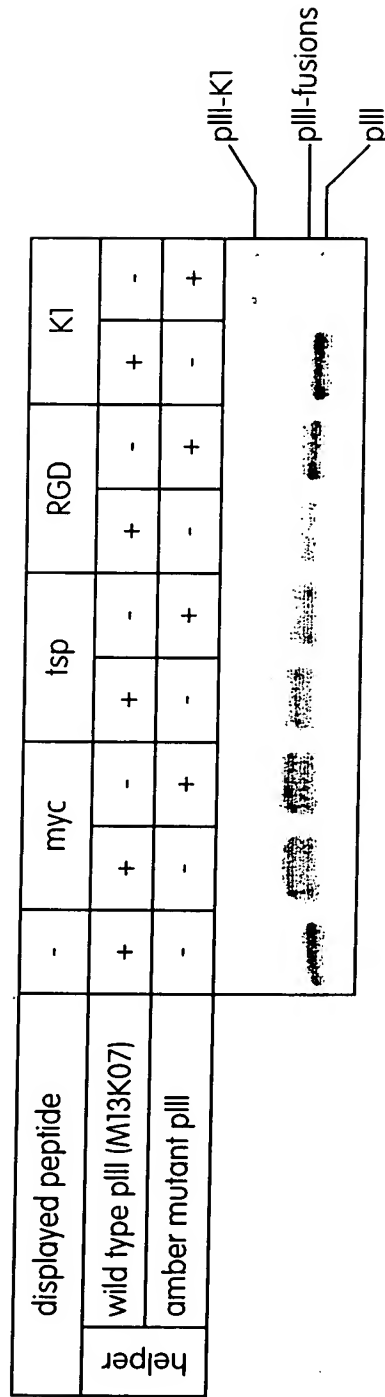 displayed peptide - myc tsp RGD K1
helper
wild type pIII (M13K07) + + - + - + - + -
amber mutant pIII - - + - + - + - +
pIII-K1
pIII-fusions
pIII